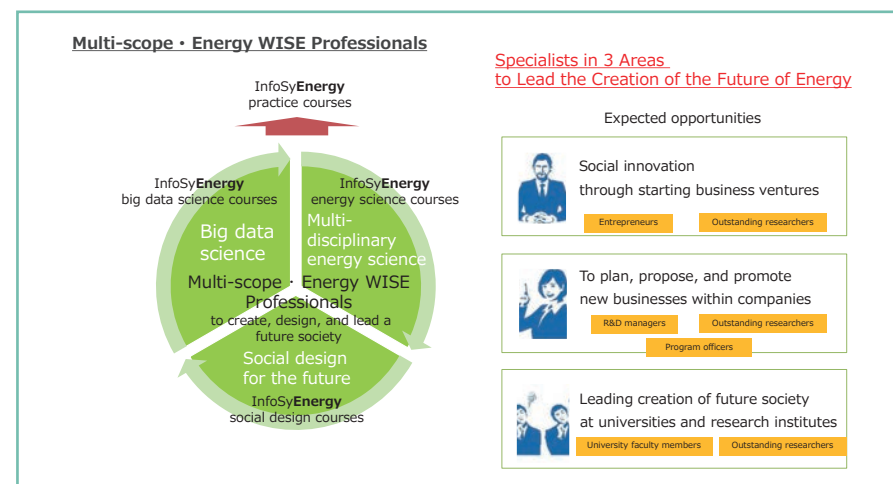 Multi-scope・Energy WISE Professionals
InfoSyEnergy
practice courses
InfoSyEnergy
big data science courses
InfoSyEnergy
energy science courses
Big data
science
Multi-
disciplinary
energy science
Multi-scope・Energy WISE
Professionals
to create, design, and lead a
future society
Social design
for the future
InfoSyEnergy
social design courses
Specialists in 3 Areas
to Lead the Creation of the Future of Energy
Expected opportunities
Social innovation
through starting business ventures
Entrepreneurs
Outstanding researchers
To plan, propose, and promote
new businesses within companies
R&D managers
Outstanding researchers
Program officers
Leading creation of future society
at universities and research institutes
University faculty members
Outstanding researchers